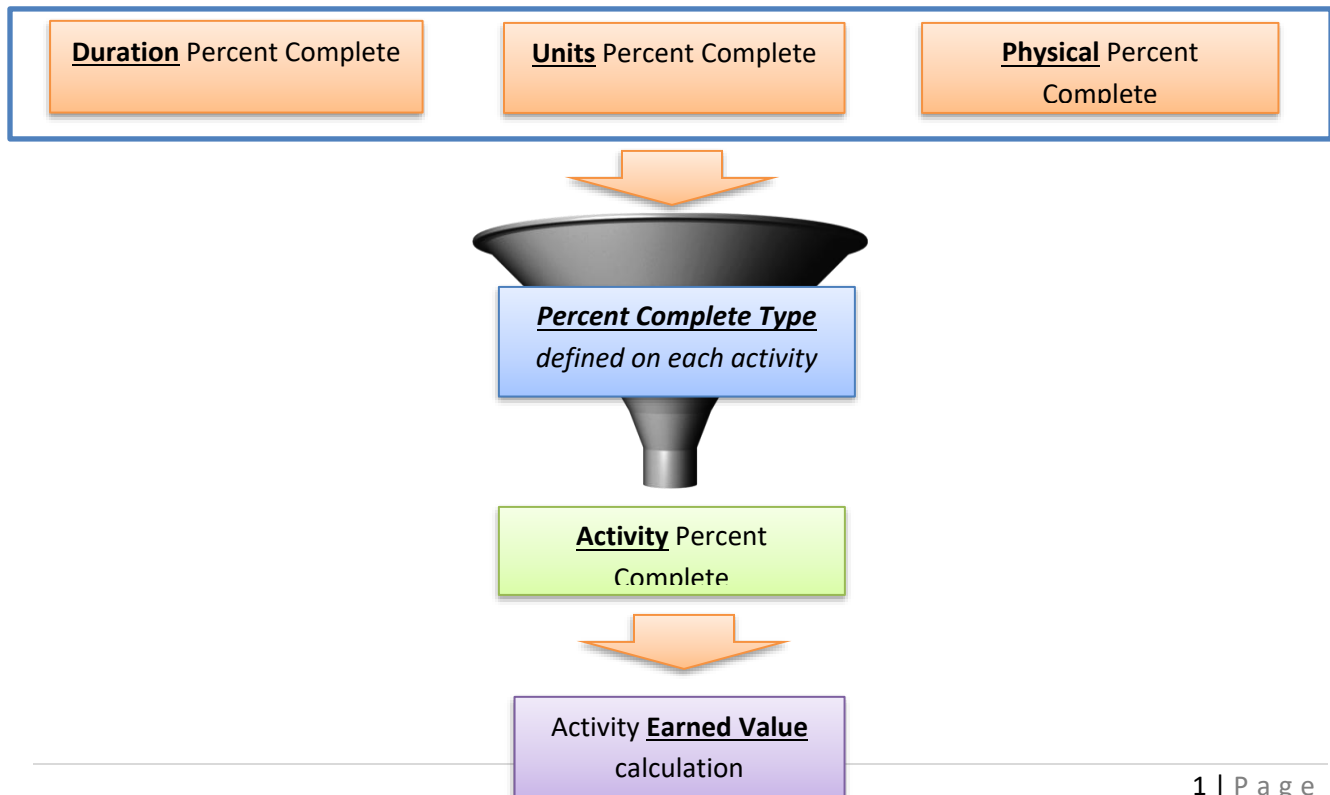 Duration Percent Complete
Units Percent Complete
Physical Percent
Complete
Percent Complete Type
defined on each activity
Activity Percent
Complete
Activity Earned Value
calculation
1 | Page